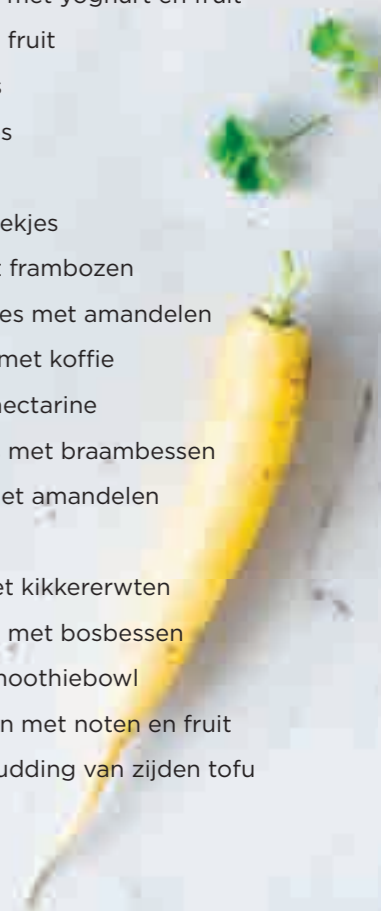 met yoghurt en fruit
fruit
s
s
ekjes
frambozen
es met amandelen
met koffie
nectarine
met braambessen
et amandelen
et kikkererwten
met bosbessen
moothiebowl
n met noten en fruit
udding van zijden tofu